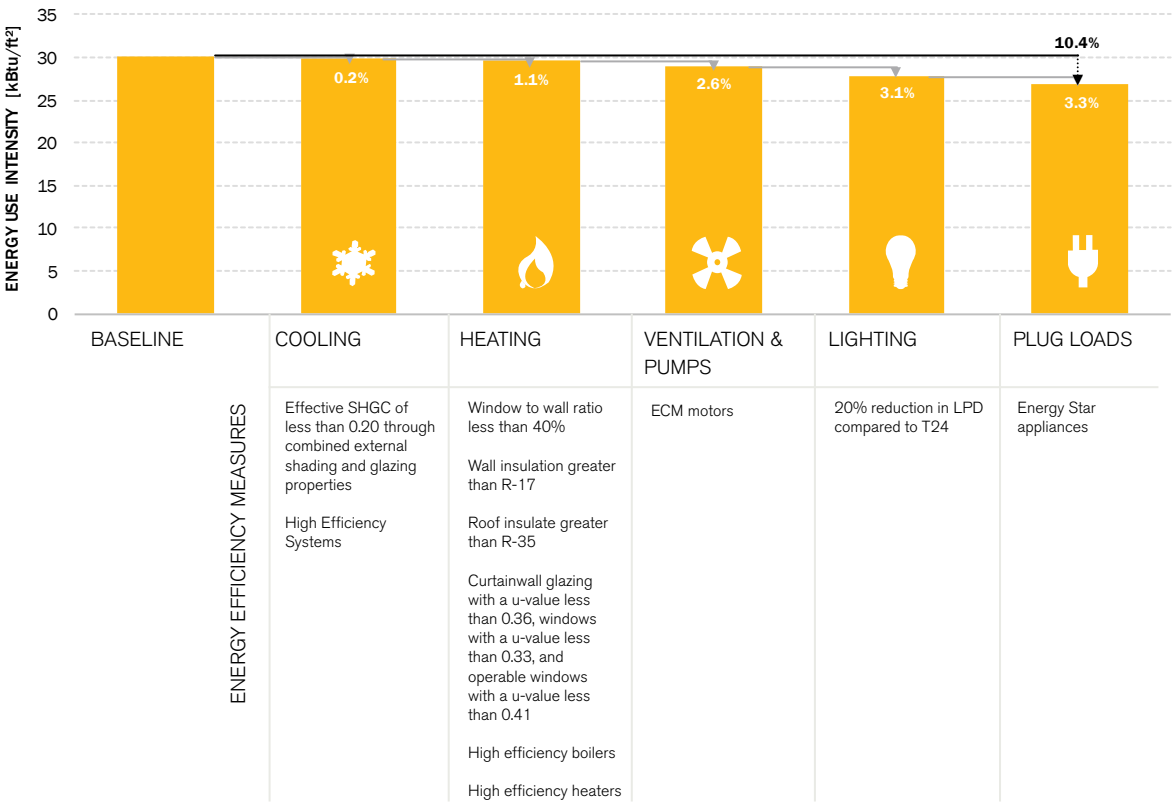 ENERGY USE INTENSITY [kBtu/ft²]
35
30
25
20
15
10
5
0
10.4%
0.2%
1.1%
2.6%
3.1%
3.3%
BASELINE
COOLING
HEATING
VENTILATION &
PUMPS
LIGHTING
PLUG LOADS
ENERGY EFFICIENCY MEASURES
Effective SHGC of
less than 0.20 through
combined external
shading and glazing
properties
High Efficiency
Systems
Window to wall ratio
less than 40%
Wall insulation greater
than R-17
Roof insulate greater
than R-35
Curtainwall glazing
with a u-value less
than 0.36, windows
with a u-value less
than 0.33, and
operable windows
with a u-value less
than 0.41
High efficiency boilers
High efficiency heaters
ECM motors
20% reduction in LPD
compared to T24
Energy Star
appliances